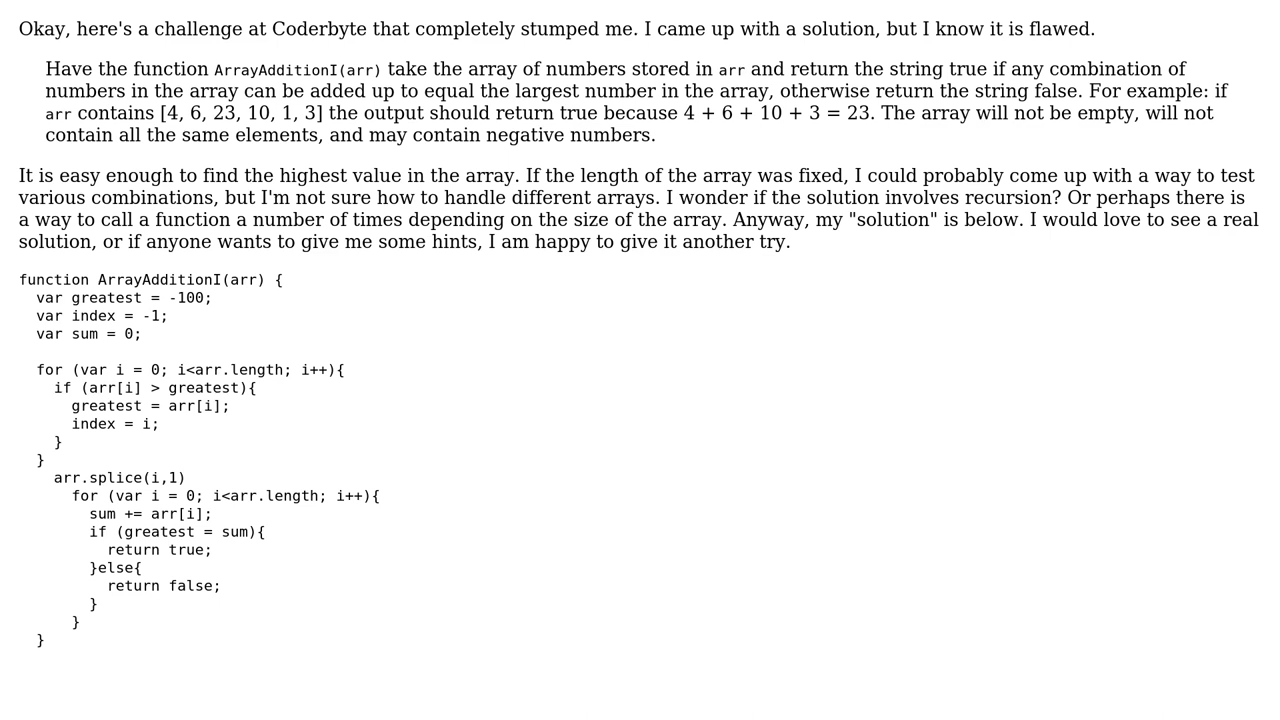 Okay, here's a challenge at Coderbyte that completely stumped me. I came up with a solution, but I know it is flawed.
Have the function ArrayAdditionI(arr) take the array of numbers stored in arr and return the string true if any combination of
numbers in the array can be added up to equal the largest number in the array, otherwise return the string false. For example: if
arr contains [4, 6, 23, 10, 1, 3] the output should return true because 4 + 6 + 10 + 3 = 23. The array will not be empty, will not
contain all the same elements, and may contain negative numbers.
It is easy enough to find the highest value in the array. If the length of the array was fixed, I could probably come up with a way to test
various combinations, but I'm not sure how to handle different arrays. I wonder if the solution involves recursion? Or perhaps there is
a way to call a function a number of times depending on the size of the array. Anyway, my "solution" is below. I would love to see a real
solution, or if anyone wants to give me some hints, I am happy to give it another try.
function ArrayAdditionI(arr) {
  var greatest = -100;
  var index = -1;
  var sum = 0;

  for (var i = 0; i<arr.length; i++){
    if (arr[i] > greatest){
      greatest = arr[i];
      index = i;
    }
  }
    arr.splice(i,1)
      for (var i = 0; i<arr.length; i++){
        sum += arr[i];
        if (greatest = sum){
          return true;
        }else{
          return false;
        }
      }
  }